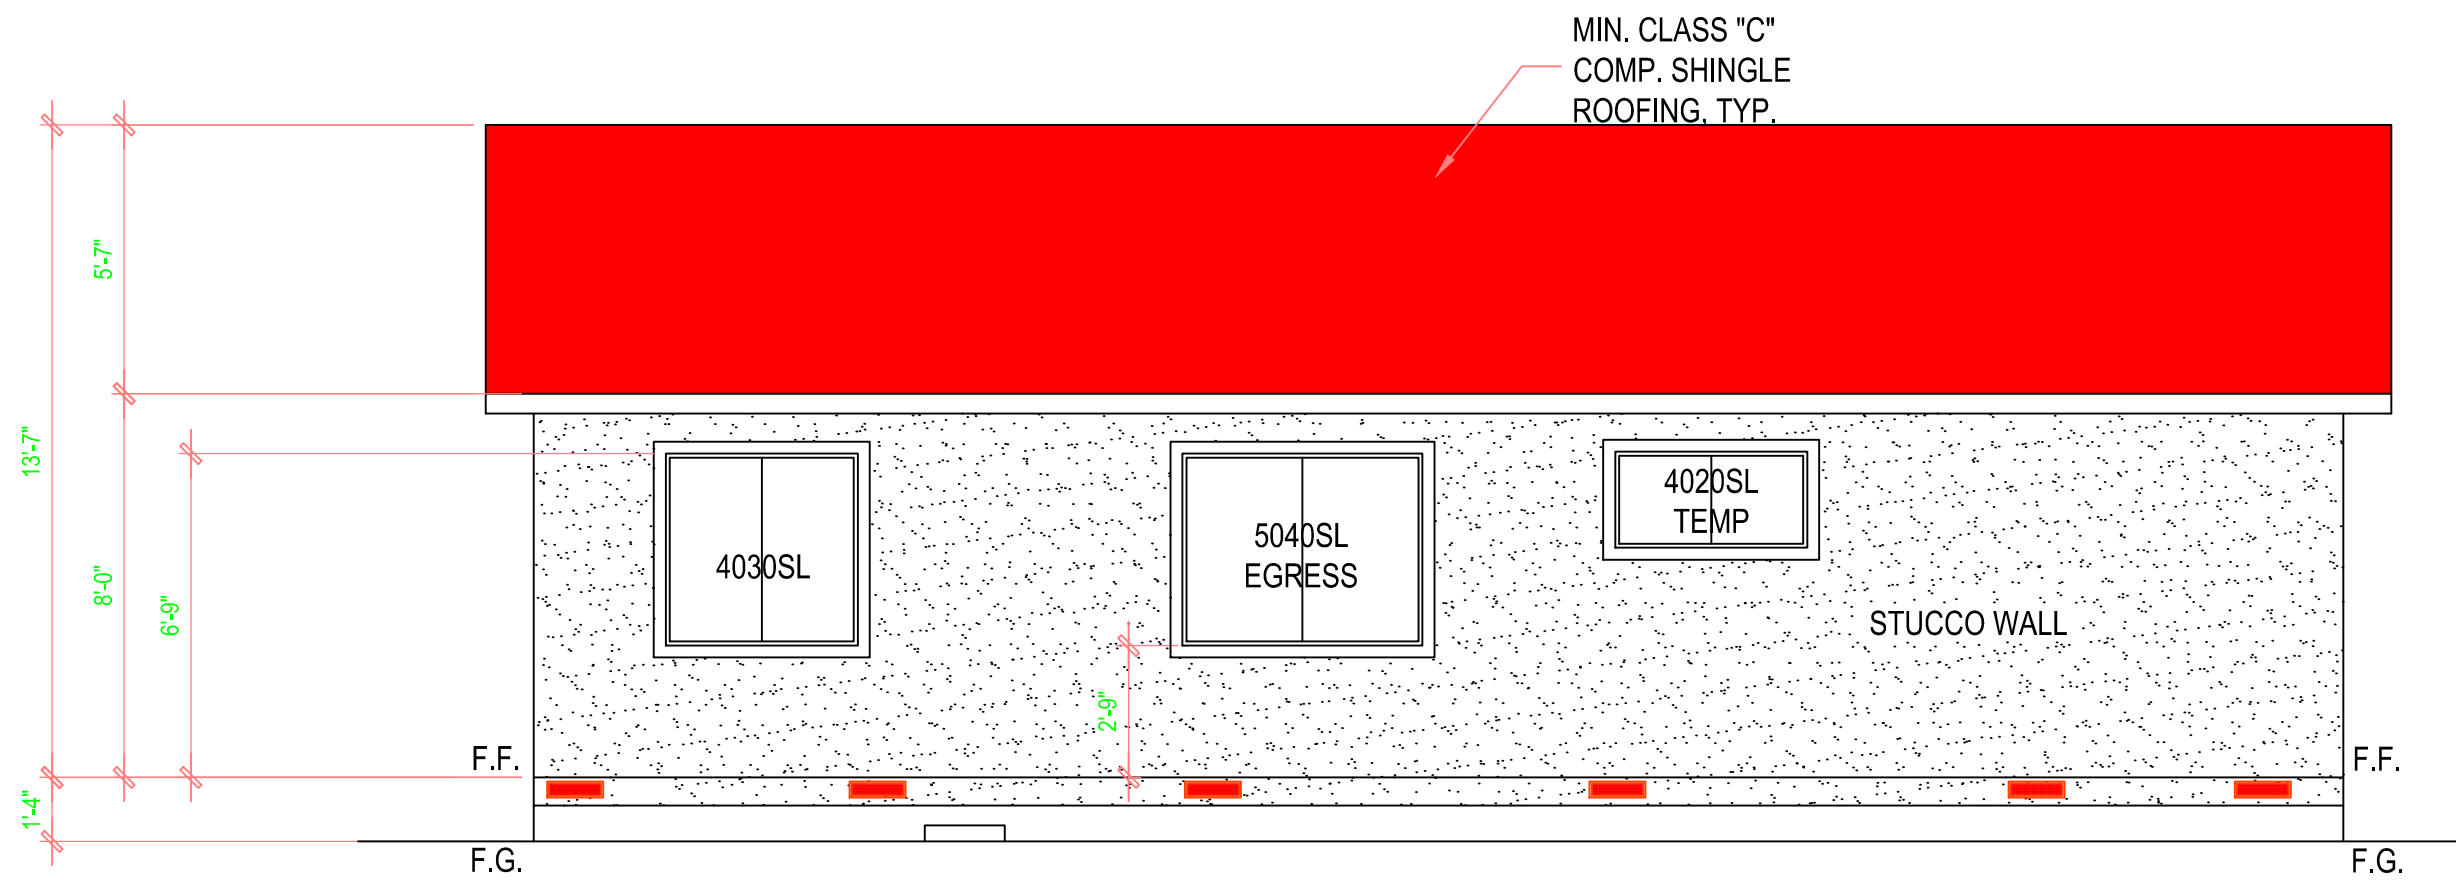 MIN. CLASS "C"
COMP. SHINGLE
ROOFING, TYP.
5'-7"
13'-7"
8'-0"
6'-9"
4030SL
5040SL
EGRESS
4020SL
TEMP
STUCCO WALL
2'-9"
F.F.
F.F.
1'-4"
F.G.
F.G.